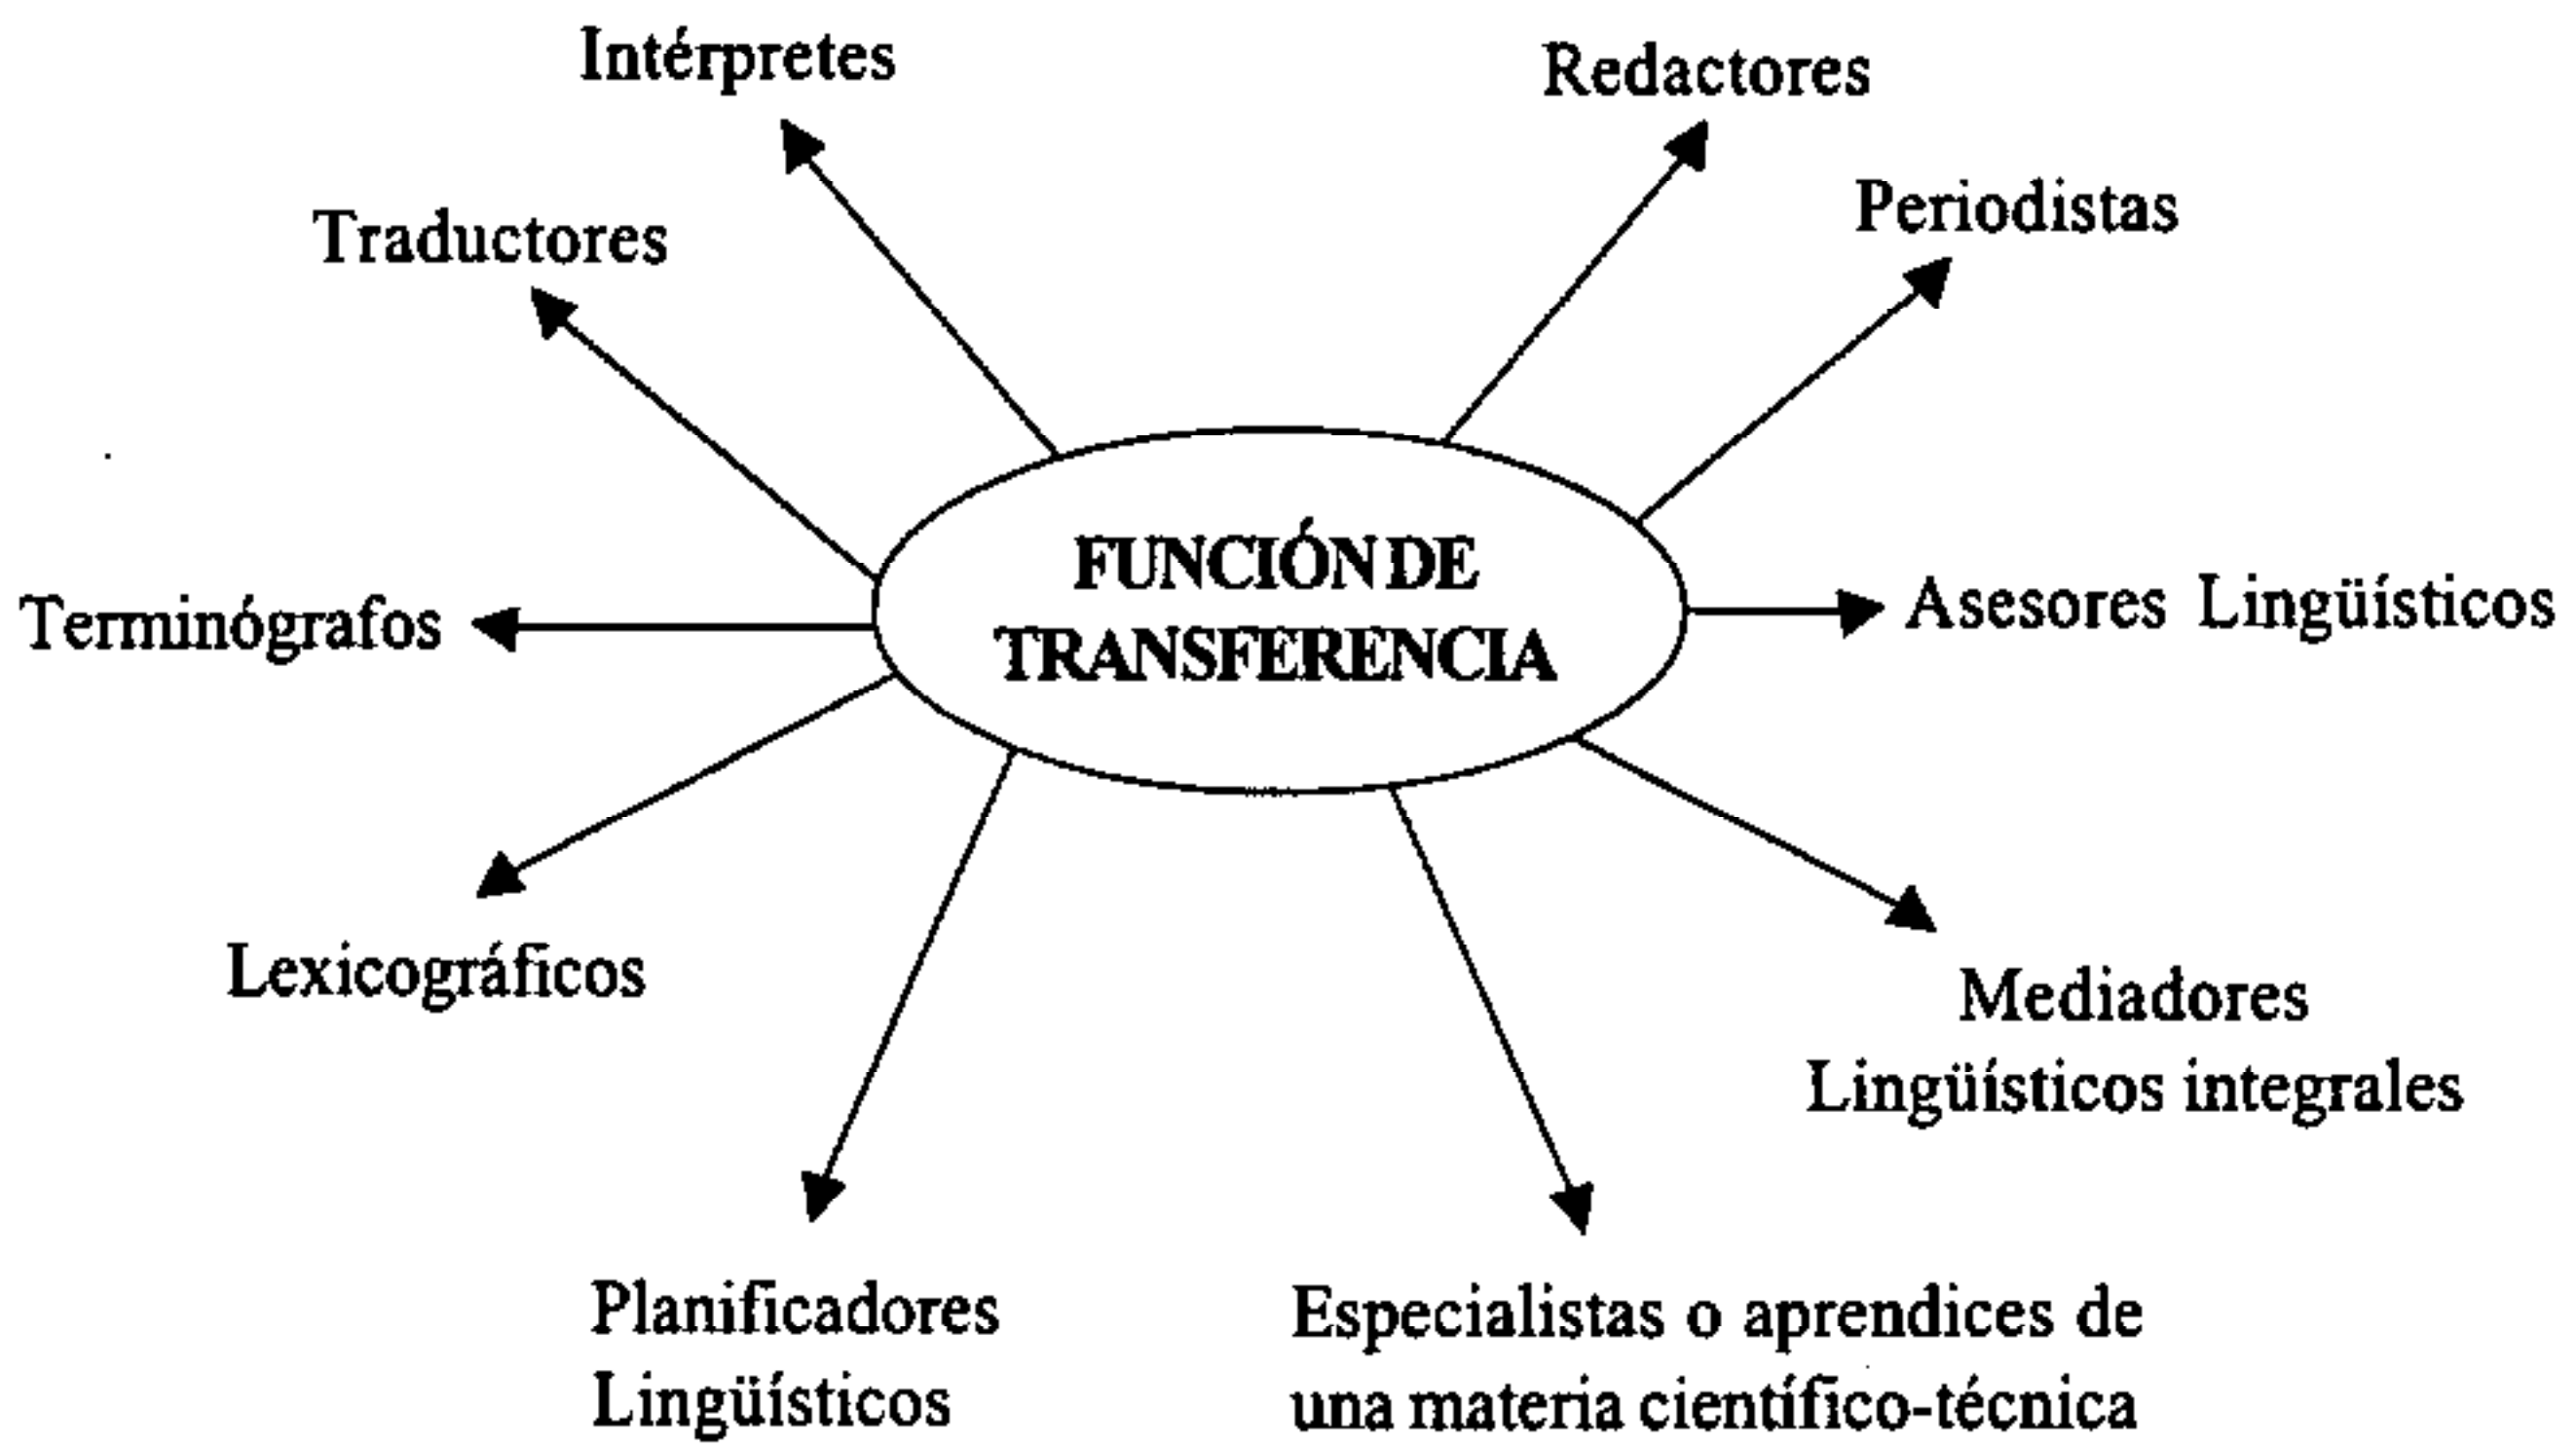 Intérpretes
Redactores
Traductores
Periodistas
FUNCIÓN DE
TRANSFERENCIA
Terminógrafos
Asesores Lingüísticos
Lexicográficos
Mediadores
Lingüísticos integrales
Planificadores
Lingüísticos
Especialistas o aprendices de
una materia científico-técnica